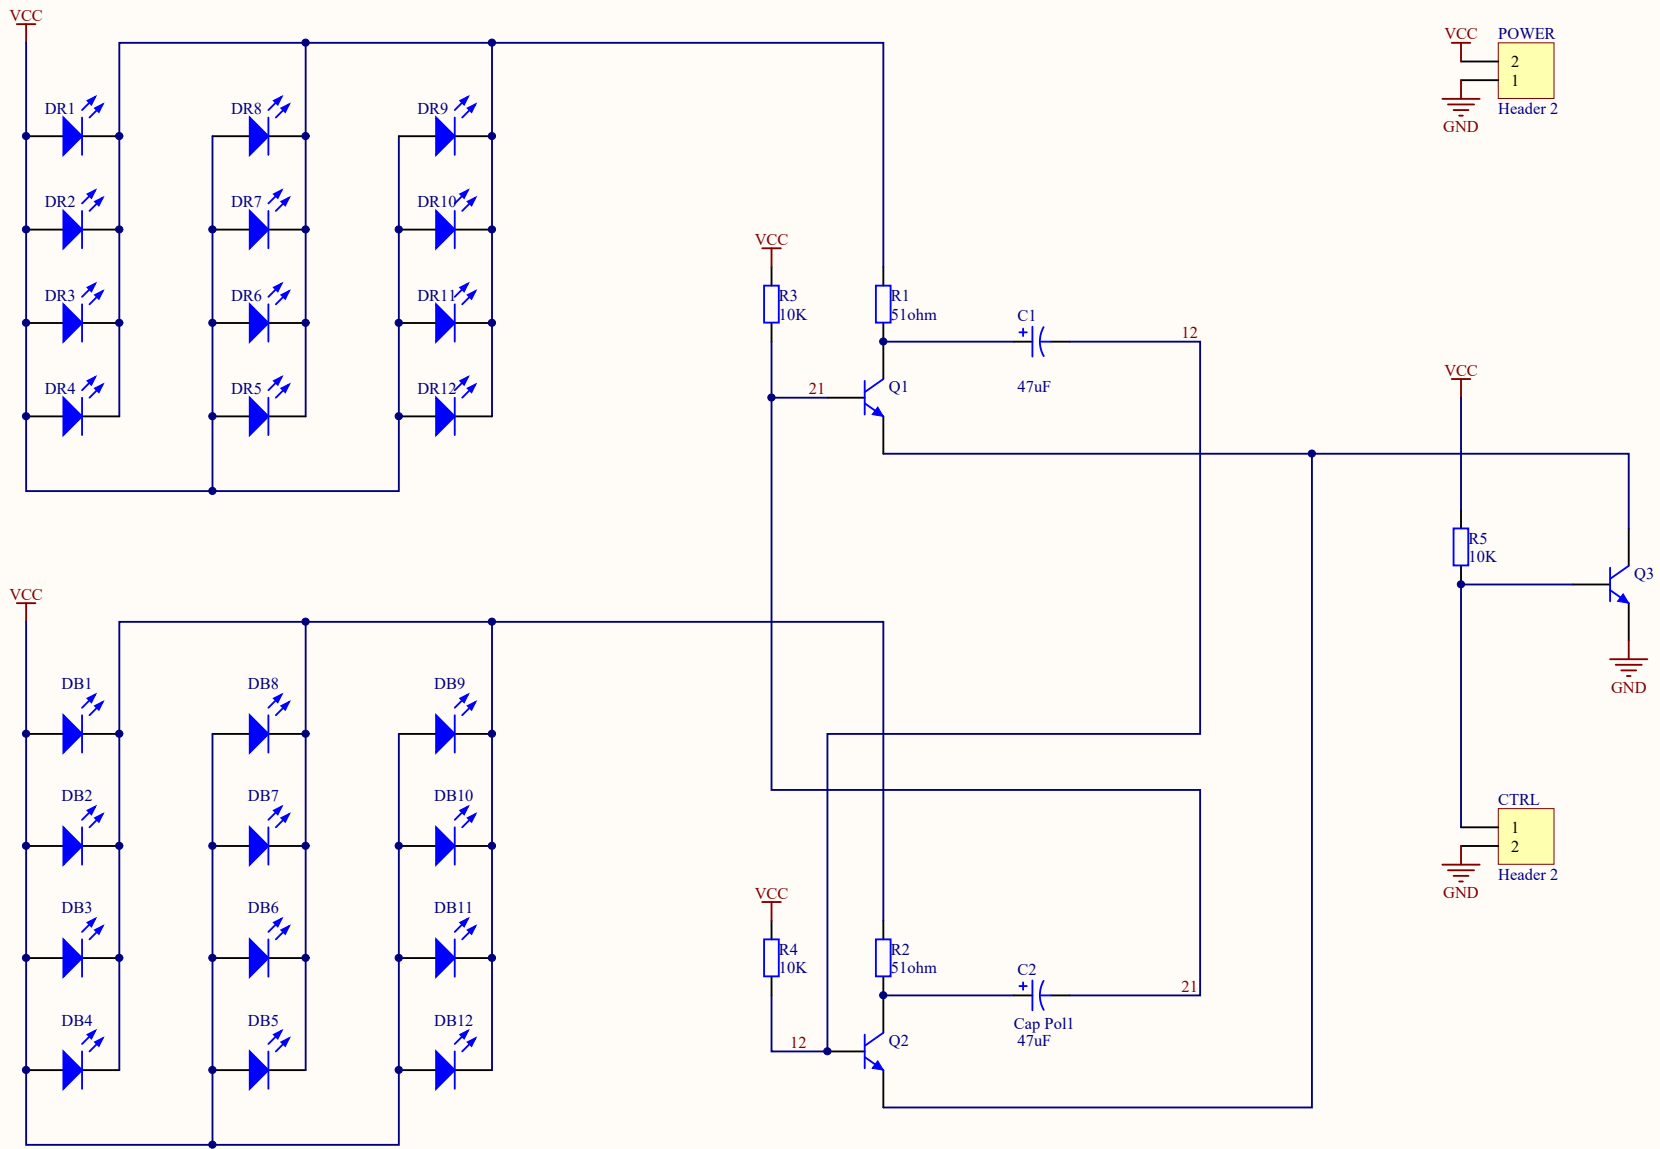 VCC
POWER
VCC
2
1
DR1
DR8
DR9
Header 2
GND
DR2
DR7
DR10
VCC
DR3
DR6
DR11
R3
10K
R1
51ohm
C1
12
VCC
DR4
DR5
DR12
21
Q1
47uF
R5
10K
Q3
VCC
DB1
DB8
DB9
GND
DB2
DB7
DB10
CTRL
1
2
Header 2
GND
VCC
DB3
DB6
DB11
R4
10K
R2
51ohm
C2
21
DB4
DB5
DB12
12
Q2
Cap Pol1
47uF